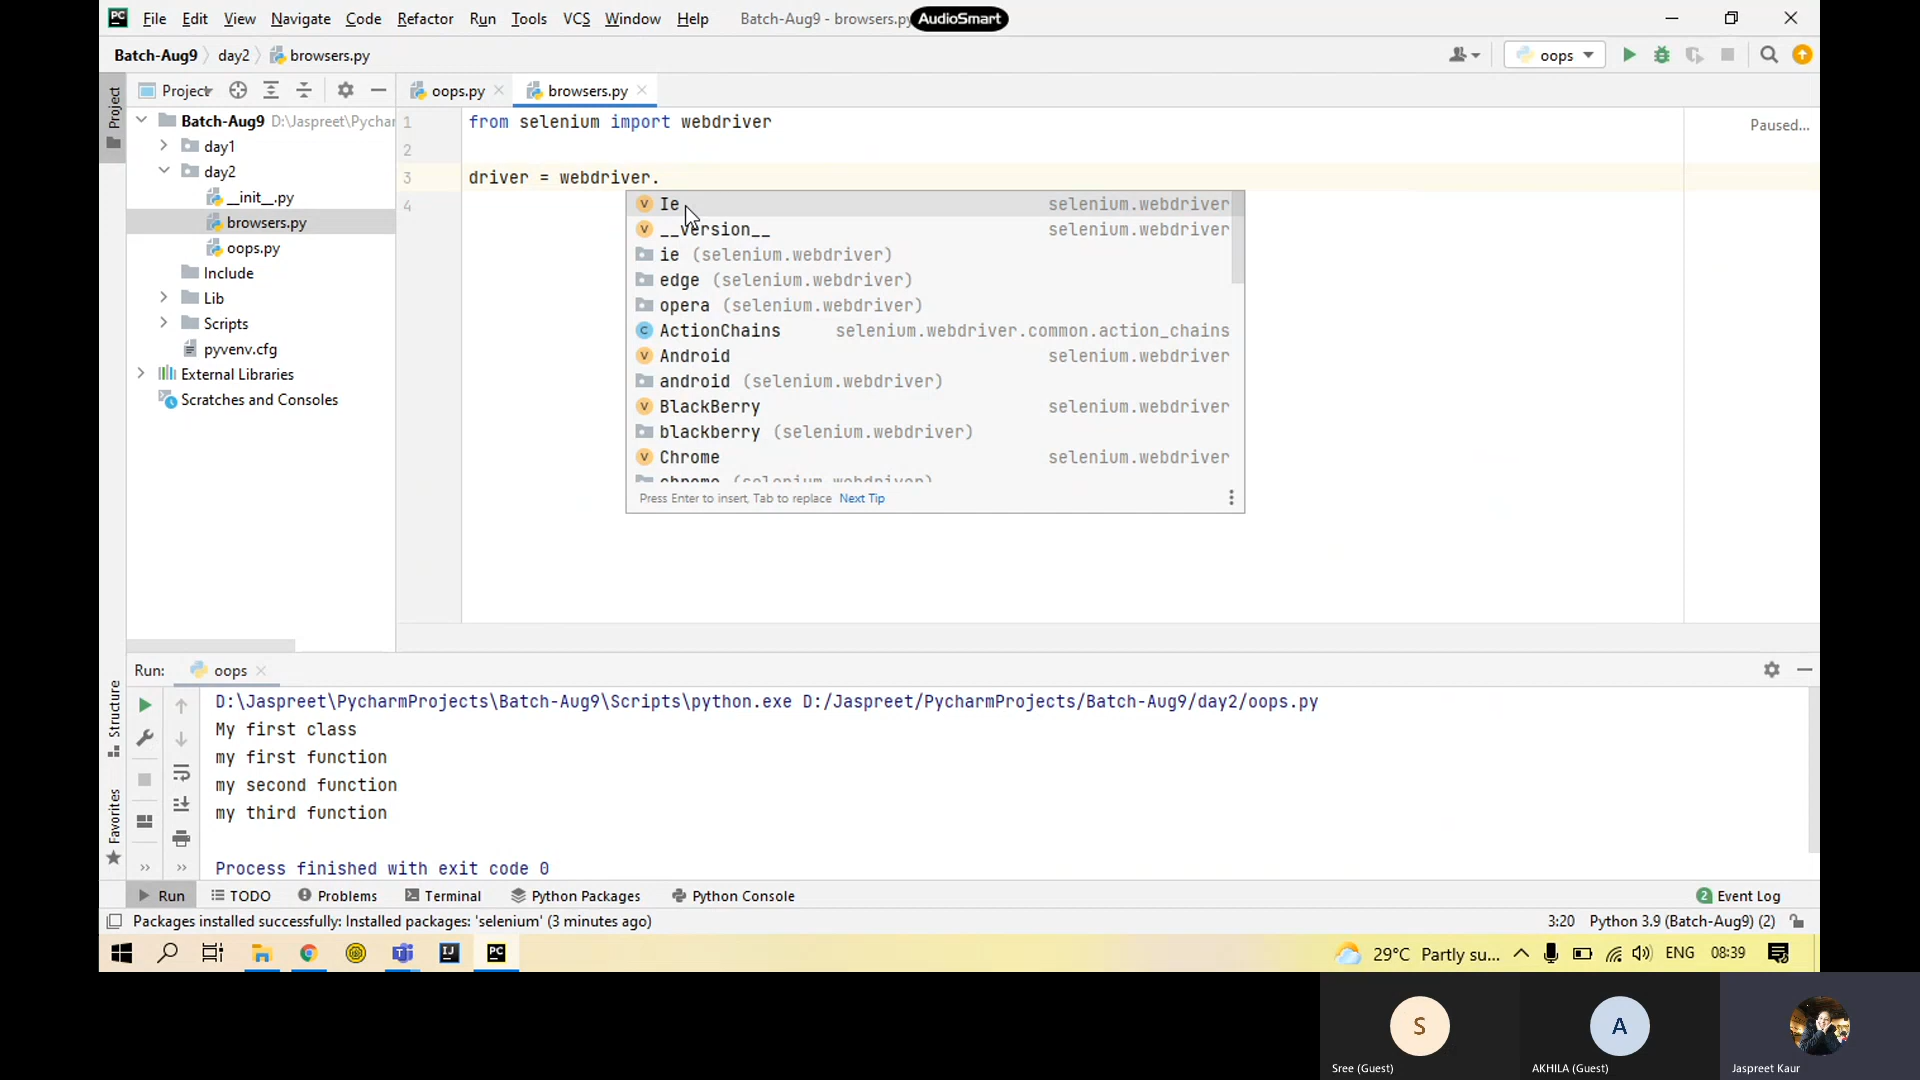 PC File Edit View Navigate Code Refactor Run Tools VCS Window Help Batch-Aug9 - browsers.py AudioSmart
Batch-Aug9 day2 browsers.py oops
Project oops.py browsers.py
Project
Batch-Aug9 D:\Jaspreet\Pychar
day1
day2
__init__.py
browsers.py
oops.py
Include
Lib
Scripts
pyvenv.cfg
External Libraries
Scratches and Consoles
1 from selenium import webdriver
2
3 driver = webdriver.
4
Paused...
Ie selenium.webdriver
__version__ selenium.webdriver
ie (selenium.webdriver)
edge (selenium.webdriver)
opera (selenium.webdriver)
ActionChains selenium.webdriver.common.action_chains
Android selenium.webdriver
android (selenium.webdriver)
BlackBerry selenium.webdriver
blackberry (selenium.webdriver)
Chrome selenium.webdriver
chrome (selenium.webdriver)
Press Enter to insert, Tab to replace Next Tip
Run: oops
Structure
Favorites
D:\Jaspreet\PycharmProjects\Batch-Aug9\Scripts\python.exe D:/Jaspreet/PycharmProjects/Batch-Aug9/day2/oops.py
My first class
my first function
my second function
my third function
Process finished with exit code 0
Run TODO Problems Terminal Python Packages Python Console 2 Event Log
Packages installed successfully: Installed packages: 'selenium' (3 minutes ago) 3:20 Python 3.9 (Batch-Aug9) (2)
IJ PC 29°C Partly su... ENG 08:39
S A
Sree (Guest) AKHILA (Guest) Jaspreet Kaur